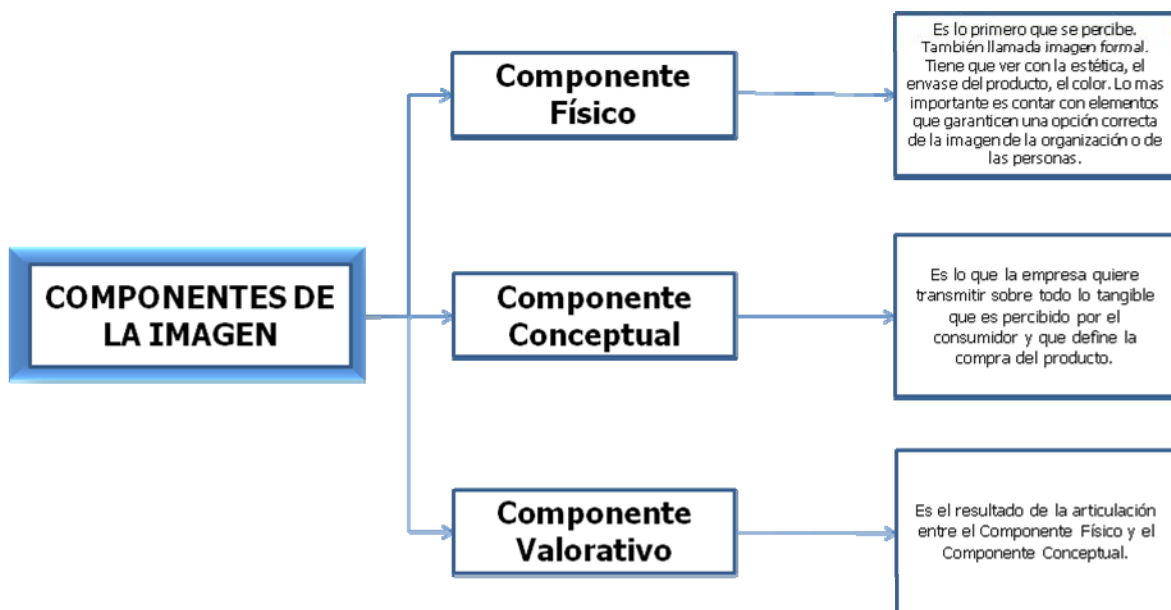 COMPONENTES DE
LA IMAGEN
Componente
Físico
Es lo primero que se percibe.
También llamada imagen formal.
Tiene que ver con la estética, el
envase del producto, el color. Lo mas
importante es contar con elementos
que garanticen una opción correcta
de la imagen de la organización o de
las personas.
Componente
Conceptual
Es lo que la empresa quiere
transmitir sobre todo lo tangible
que es percibido por el
consumidor y que define la
compra del producto.
Componente
Valorativo
Es el resultado de la articulación
entre el Componente Físico y el
Componente Conceptual.